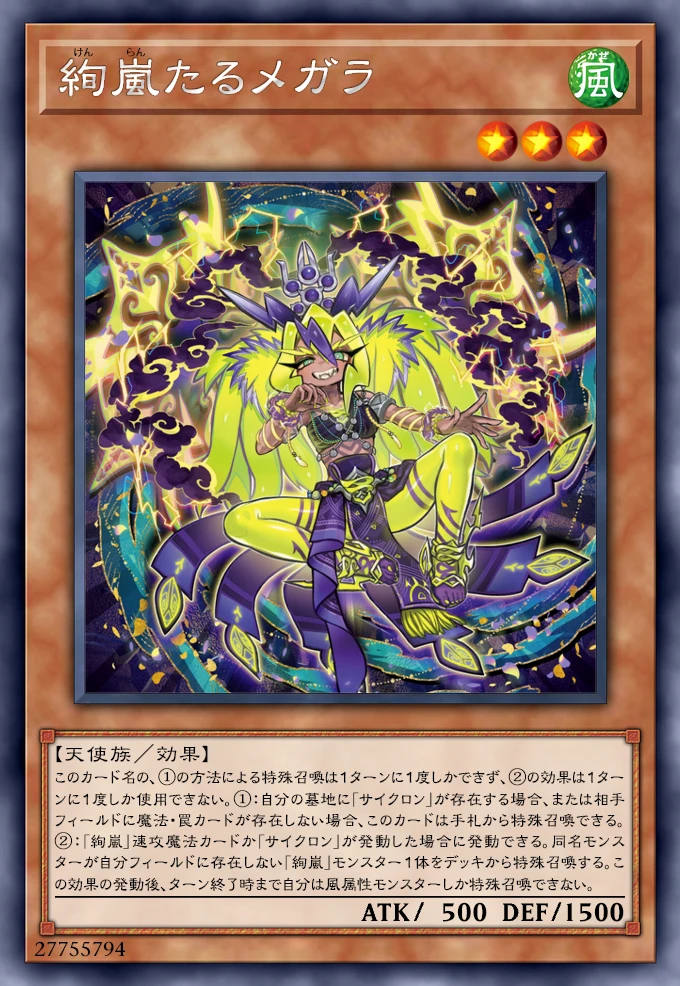 けん らん
絢嵐たるメガラ
かぜ
風
【天使族／効果】
このカード名の、①の方法による特殊召喚は1ターンに1度しかできず、②の効果は1ター
ンに1度しか使用できない。①:自分の墓地に「サイクロン」が存在する場合、または相手
フィールドに魔法・罠カードが存在しない場合、このカードは手札から特殊召喚できる。
②:「絢嵐」速攻魔法カードか「サイクロン」が発動した場合に発動できる。同名モンス
ターが自分フィールドに存在しない「絢嵐」モンスター1体をデッキから特殊召喚する。こ
の効果の発動後、ターン終了時まで自分は風属性モンスターしか特殊召喚できない。
ATK/ 500 DEF/1500
27755794